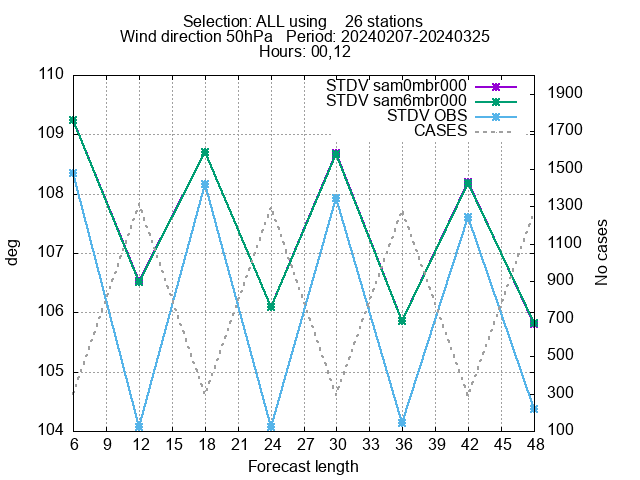 Selection: ALL using    26 stations
Wind direction 50hPa   Period: 20240207-20240325
Hours: 00,12
STDV sam0mbr000
STDV sam6mbr000
STDV OBS
CASES
110
109
108
107
106
105
104
deg
1900
1700
1500
1300
1100
900
700
500
300
100
No cases
6 9 12 15 18 21 24 27 30 33 36 39 42 45 48
Forecast length